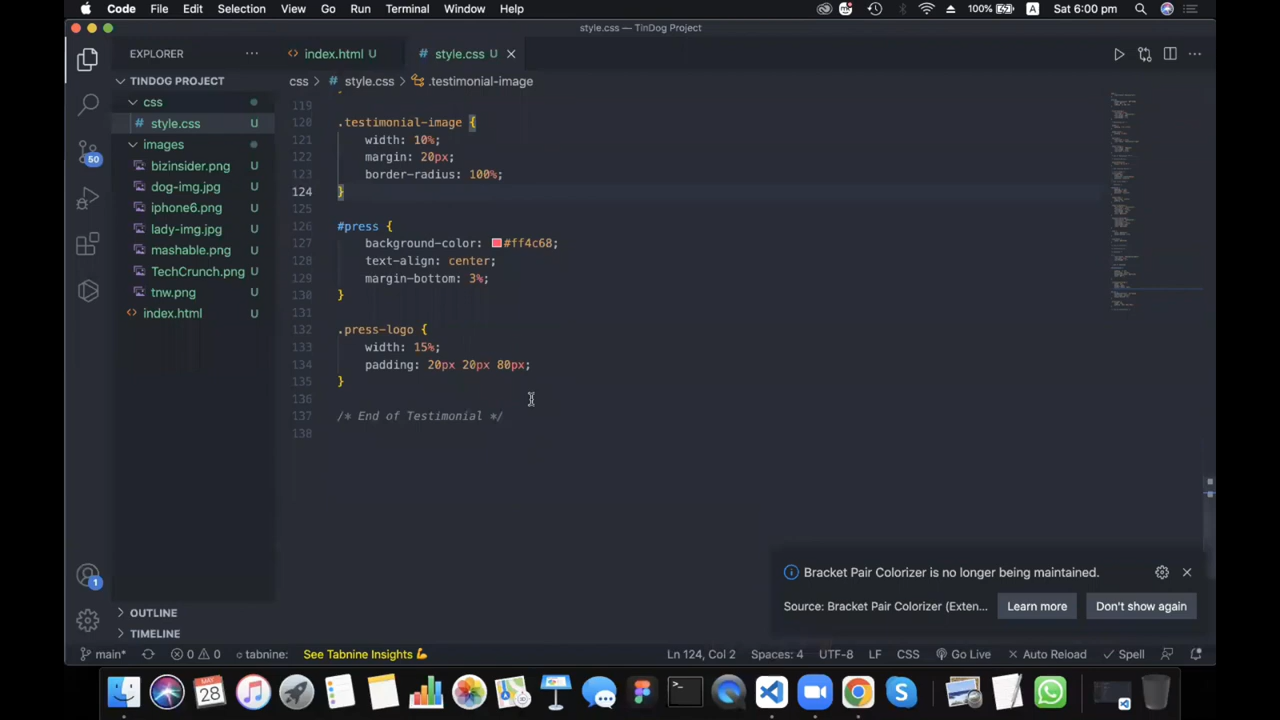 Code File Edit Selection View Go Run Terminal Window Help 100% A Sat 6:00 pm
style.css — TinDog Project
EXPLORER
index.html U
# style.css U
TINDOG PROJECT
css > # style.css > .testimonial-image
css
# style.css U
images
bizinsider.png U
dog-img.jpg U
iphone6.png U
lady-img.jpg U
mashable.png U
TechCrunch.png U
tnw.png U
index.html U
119
120 .testimonial-image {
121 width: 10%;
122 margin: 20px;
123 border-radius: 100%;
124 }
125
126 #press {
127 background-color: #ff4c68;
128 text-align: center;
129 margin-bottom: 3%;
130 }
131
132 .press-logo {
133 width: 15%;
134 padding: 20px 20px 80px;
135 }
136
137 /* End of Testimonial */
138
50
1
OUTLINE
TIMELINE
Bracket Pair Colorizer is no longer being maintained.
Source: Bracket Pair Colorizer (Exten...
Learn more
Don't show again
main* 0 0 tabnine: See Tabnine Insights Ln 124, Col 2 Spaces: 4 UTF-8 LF CSS Go Live Auto Reload Spell
28